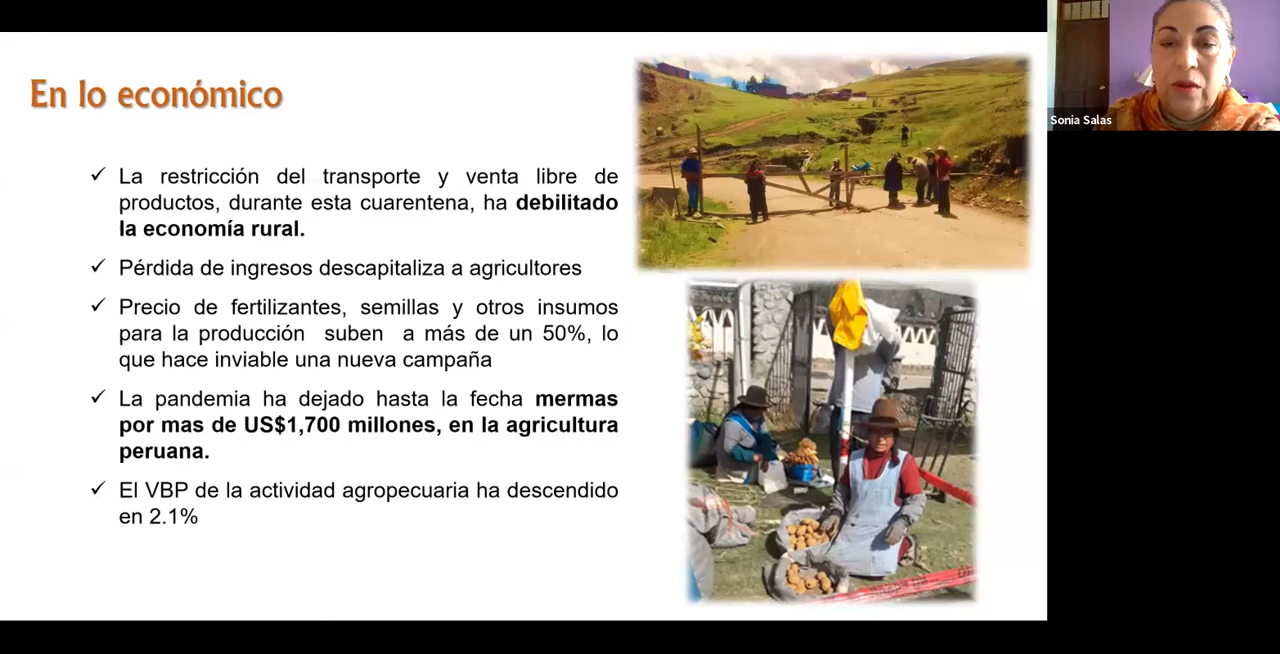 En lo económico
La restricción del transporte y venta libre de
productos, durante esta cuarentena, ha debilitado
la economía rural.
Pérdida de ingresos descapitaliza a agricultores
Precio de fertilizantes, semillas y otros insumos
para la producción suben a más de un 50%, lo
que hace inviable una nueva campaña
La pandemia ha dejado hasta la fecha mermas
por mas de US$1,700 millones, en la agricultura
peruana.
El VBP de la actividad agropecuaria ha descendido
en 2.1%
Sonia Salas